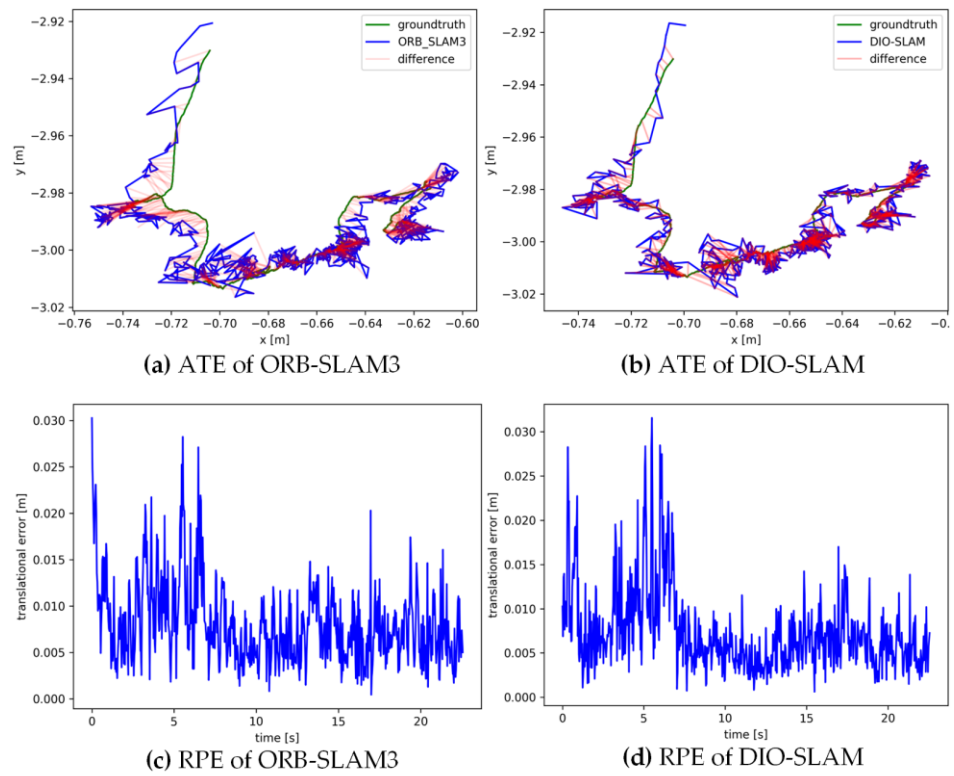 −2.92
−2.94
−2.96
−2.98
−3.00
−3.02
y [m]
groundtruth
ORB_SLAM3
difference
−0.76 −0.74 −0.72 −0.70 −0.68 −0.66 −0.64 −0.62 −0.60
x [m]
(a) ATE of ORB-SLAM3
−2.92
−2.94
−2.96
−2.98
−3.00
−3.02
y [m]
groundtruth
DIO-SLAM
difference
−0.74 −0.72 −0.70 −0.68 −0.66 −0.64 −0.62 −0.
x [m]
(b) ATE of DIO-SLAM
0.030
0.025
0.020
0.015
0.010
0.005
0.000
translational error [m]
0 5 10 15 20
time [s]
(c) RPE of ORB-SLAM3
0.030
0.025
0.020
0.015
0.010
0.005
0.000
translational error [m]
0 5 10 15 20
time [s]
(d) RPE of DIO-SLAM